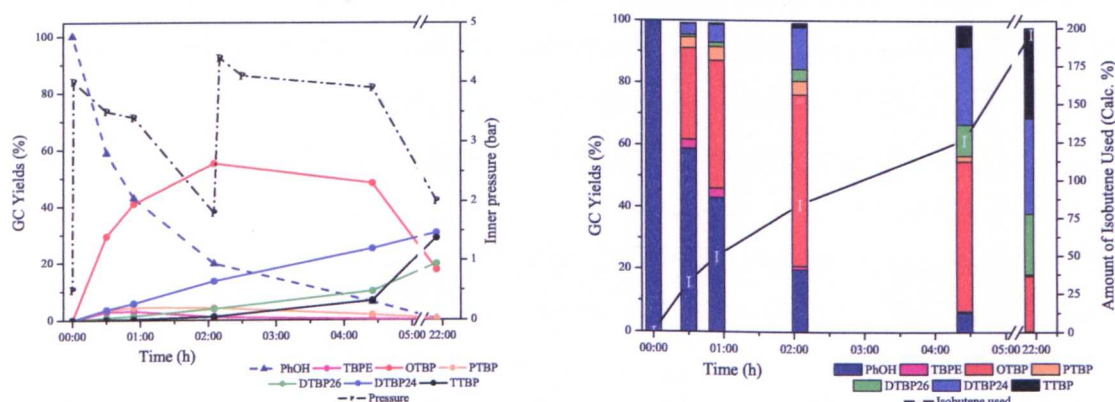 100
80
60
40
20
0
GC Yields (%)
5
4
3
2
1
0
Inner pressure (bar)
00:00 01:00 02:00 03:00 04:00 05:00 22:00
Time (h)
PhOH TBPE OTBP PTBP
DTBP26 DTBP24 TTBP
Pressure
100
80
60
40
20
0
GC Yields (%)
200
175
150
125
100
75
50
25
0
Amount of Isobutene Used (Calc. %)
00:00 01:00 02:00 03:00 04:00 05:00 22:00
Time (h)
PhOH TBPE OTBP PTBP
DTBP26 DTBP24 TTBP
Isobutene used